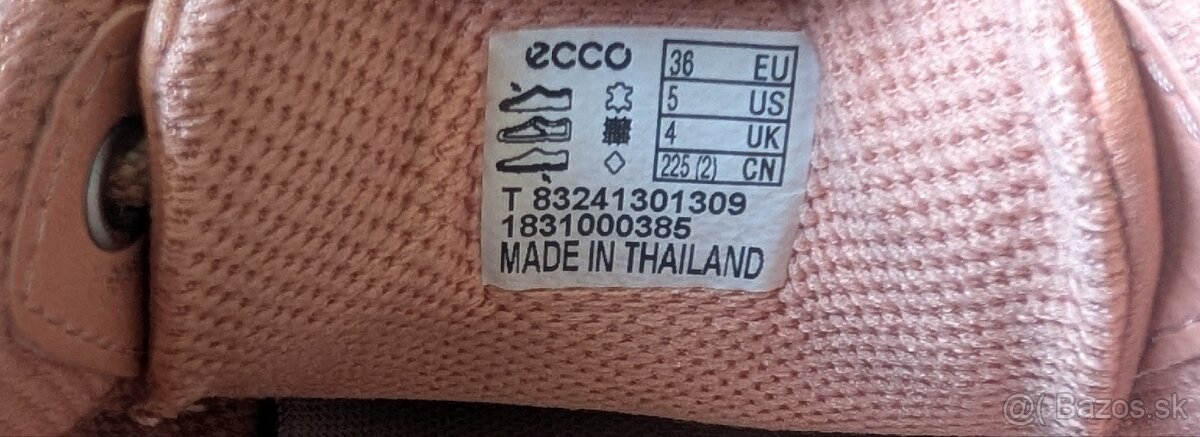 ecco
36 EU
5 US
4 UK
225 (2) CN
T 83241301309
1831000385
MADE IN THAILAND
@( Bazos.sk